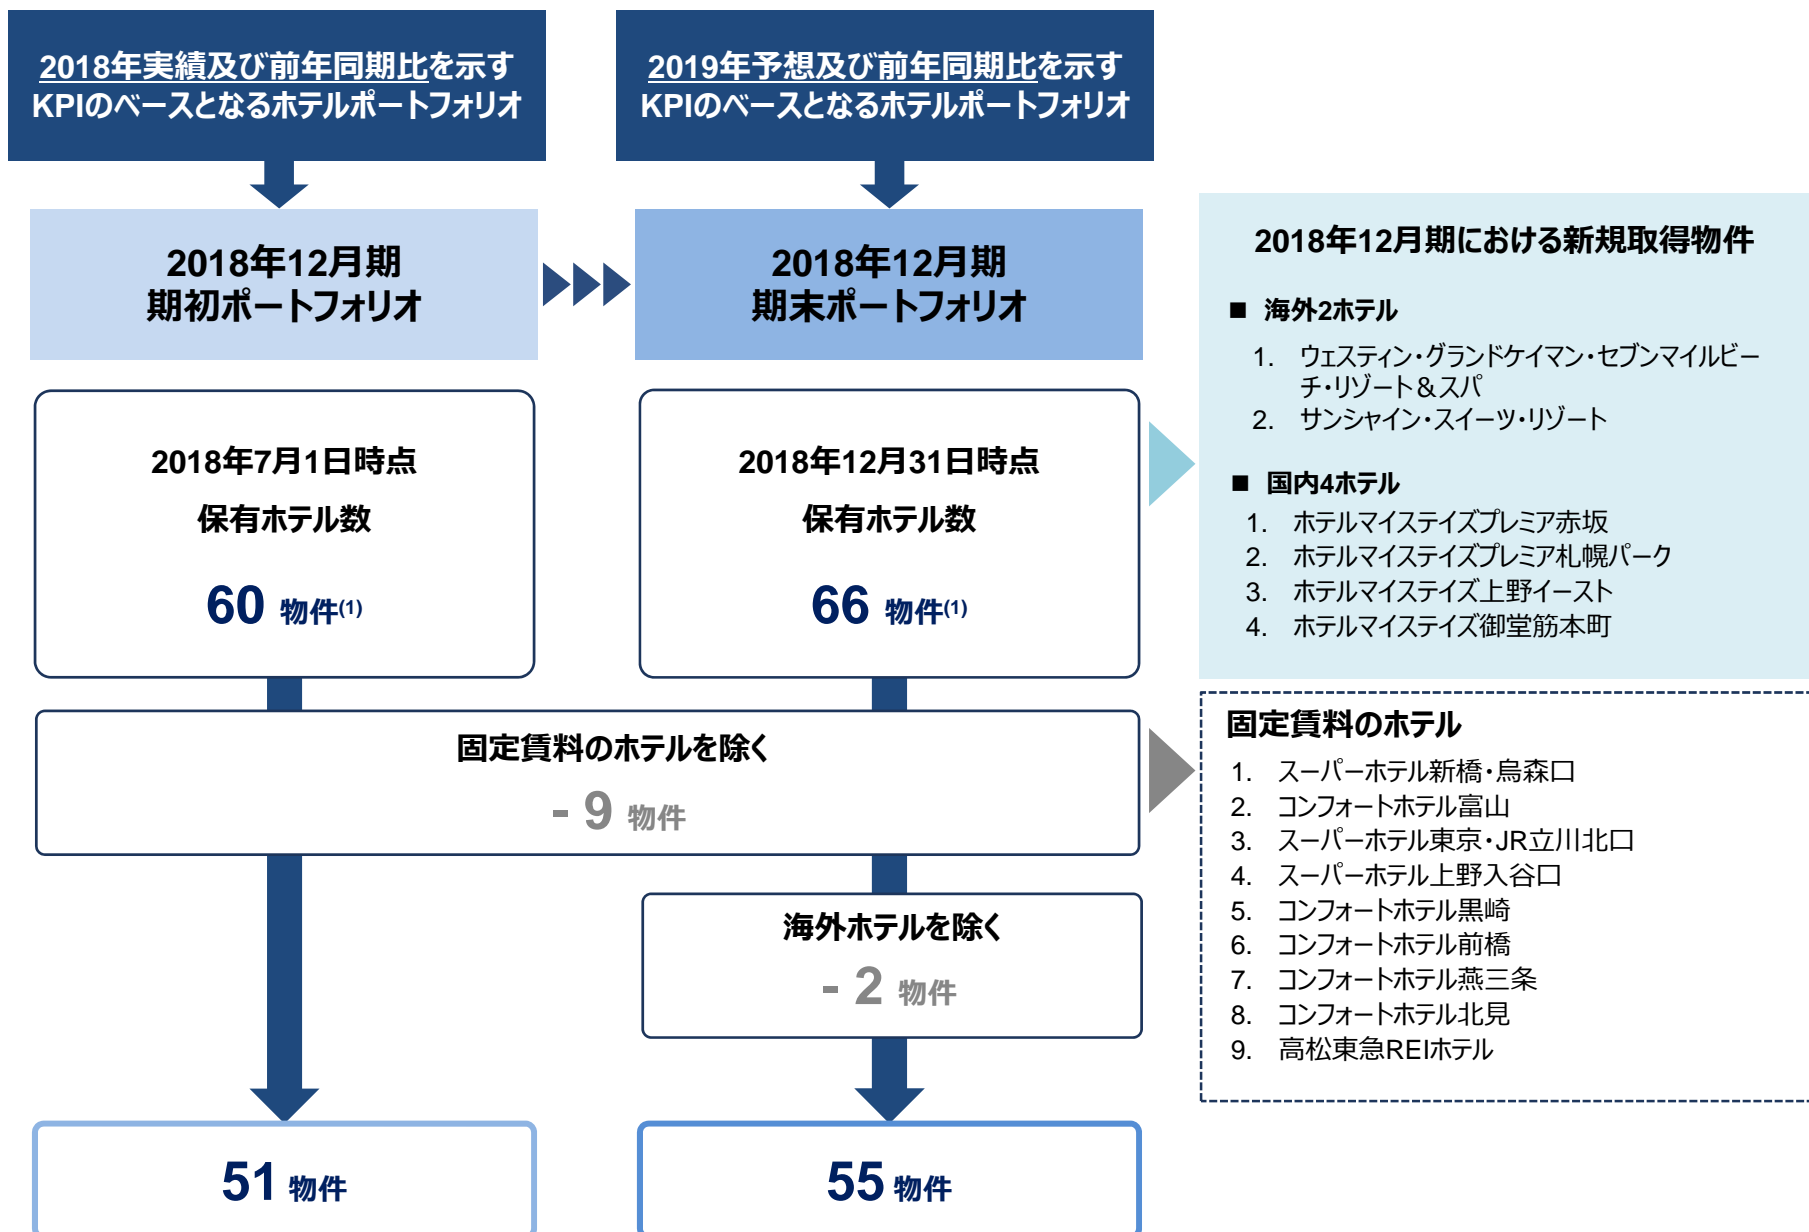 2018年実績及び前年同期比を示す
KPIのベースとなるホテルポートフォリオ
2019年予想及び前年同期比を示す
KPIのベースとなるホテルポートフォリオ
2018年12月期
期初ポートフォリオ
2018年12月期
期末ポートフォリオ
2018年7月1日時点
保有ホテル数
60 物件(1)
2018年12月31日時点
保有ホテル数
66 物件(1)
固定賃料のホテルを除く
- 9 物件
海外ホテルを除く
- 2 物件
51 物件
55 物件
2018年12月期における新規取得物件
■ 海外2ホテル
1. ウェスティン・グランドケイマン・セブンマイルビー
チ・リゾート＆スパ
2. サンシャイン・スイーツ・リゾート
■ 国内4ホテル
1. ホテルマイステイズプレミア赤坂
2. ホテルマイステイズプレミア札幌パーク
3. ホテルマイステイズ上野イースト
4. ホテルマイステイズ御堂筋本町
固定賃料のホテル
1. スーパーホテル新橋・烏森口
2. コンフォートホテル富山
3. スーパーホテル東京・JR立川北口
4. スーパーホテル上野入谷口
5. コンフォートホテル黒崎
6. コンフォートホテル前橋
7. コンフォートホテル燕三条
8. コンフォートホテル北見
9. 高松東急REIホテル